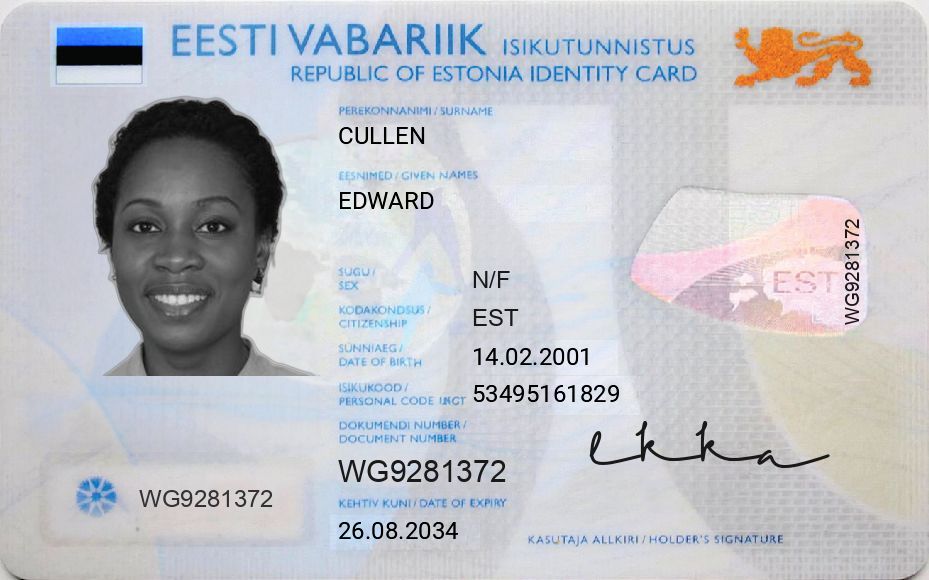 EESTI VABARIIK ISIKUTUNNISTUS
REPUBLIC OF ESTONIA IDENTITY CARD
PEREKONNANIMI / SURNAME
CULLEN
EESNIMED / GIVEN NAMES
EDWARD
SUGU /
SEX
N/F
KODAKONDSUS /
CITIZENSHIP
EST
SÜNNIAEG /
DATE OF BIRTH
14.02.2001
ISIKUKOOD /
PERSONAL CODE
53495161829
DOKUMENDI NUMBER /
DOCUMENT NUMBER
WG9281372
KEHTIV KUNI / DATE OF EXPIRY
26.08.2034
WG9281372
EST
WG9281372
ekka
KASUTAJA ALLKIRI / HOLDER'S SIGNATURE